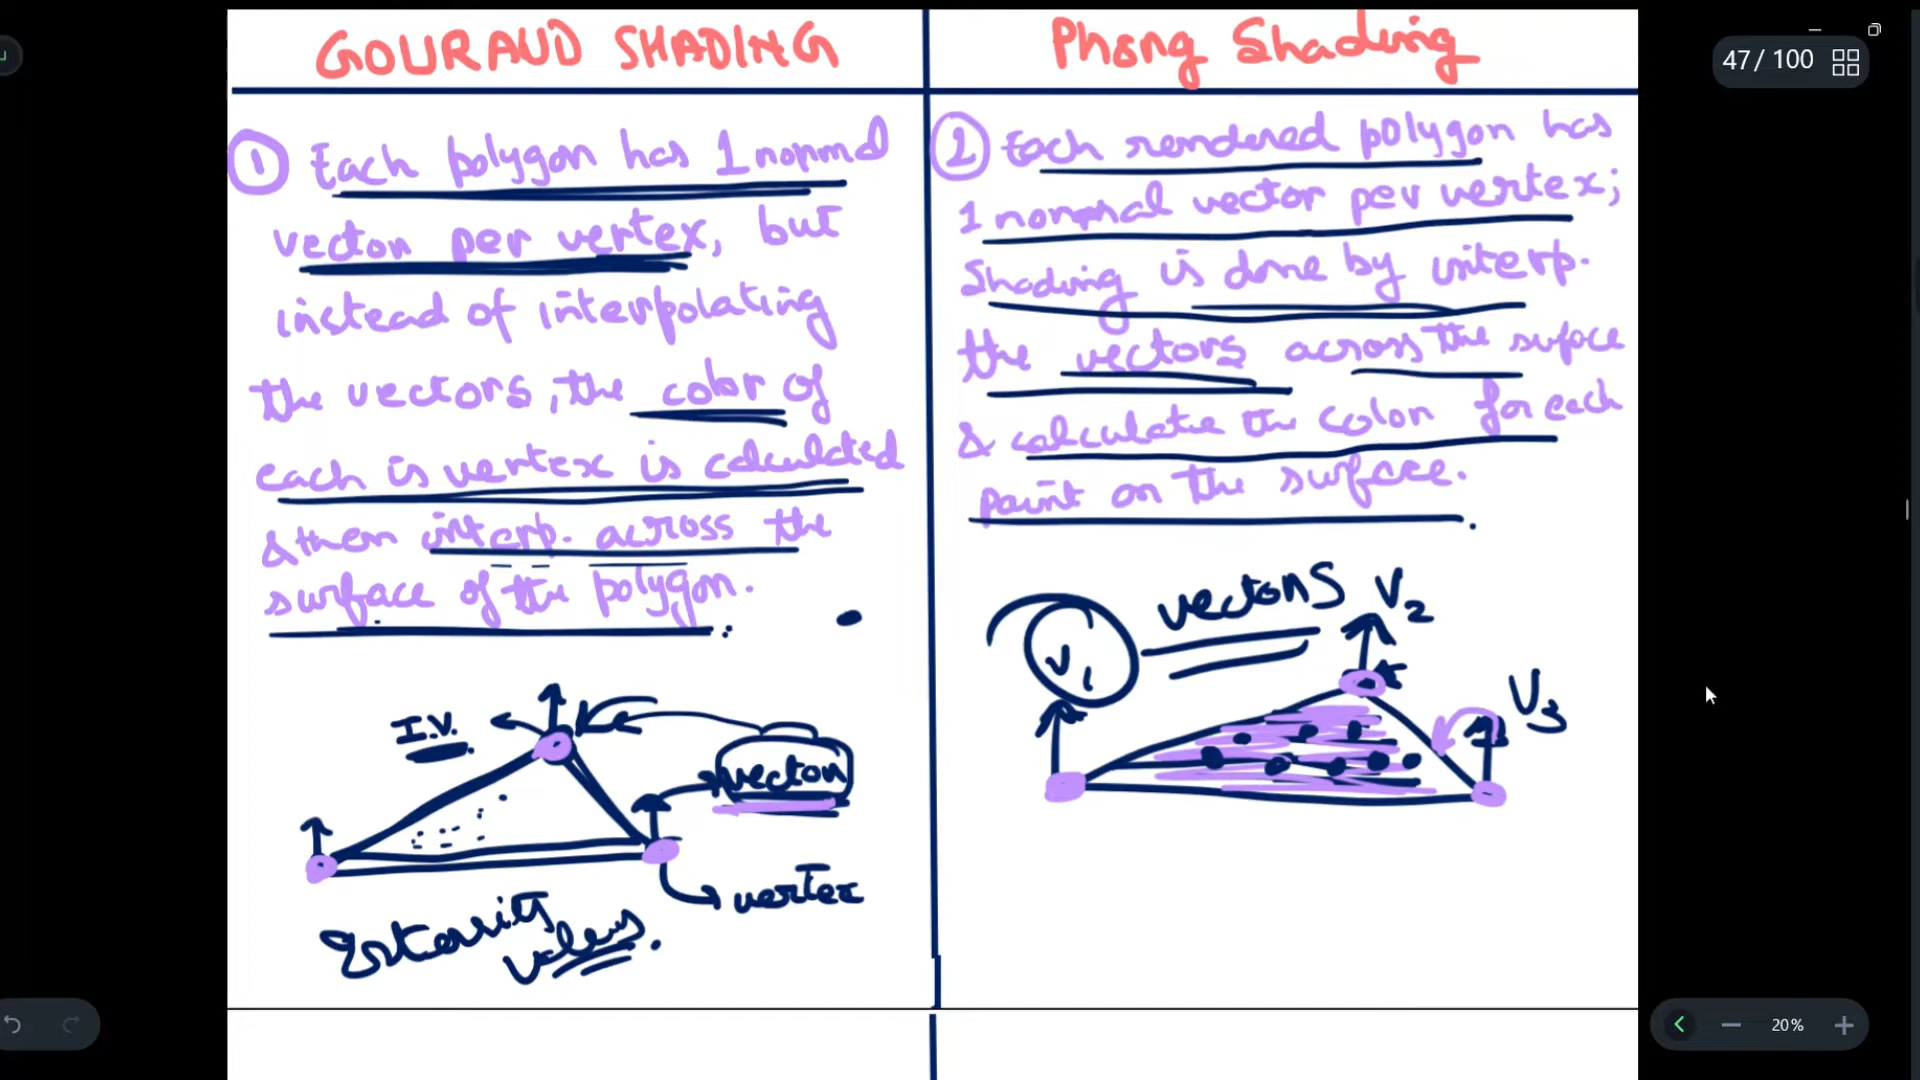 GOURAUD SHADING
① Each polygon has 1 normal
vector per vertex, but
instead of interpolating
the vectors, the color of
each is vertex is calculated
& then interp. across the
surface of the polygon.
I.V.
vector
vertex
Intensity
values.
Phong Shading
② Each rendered polygon has
1 normal vector per vertex;
Shading is done by interp.
the vectors across the surface
& calculate the color for each
point on the surface.
V1
vectors
V2
V3
47/ 100
20%